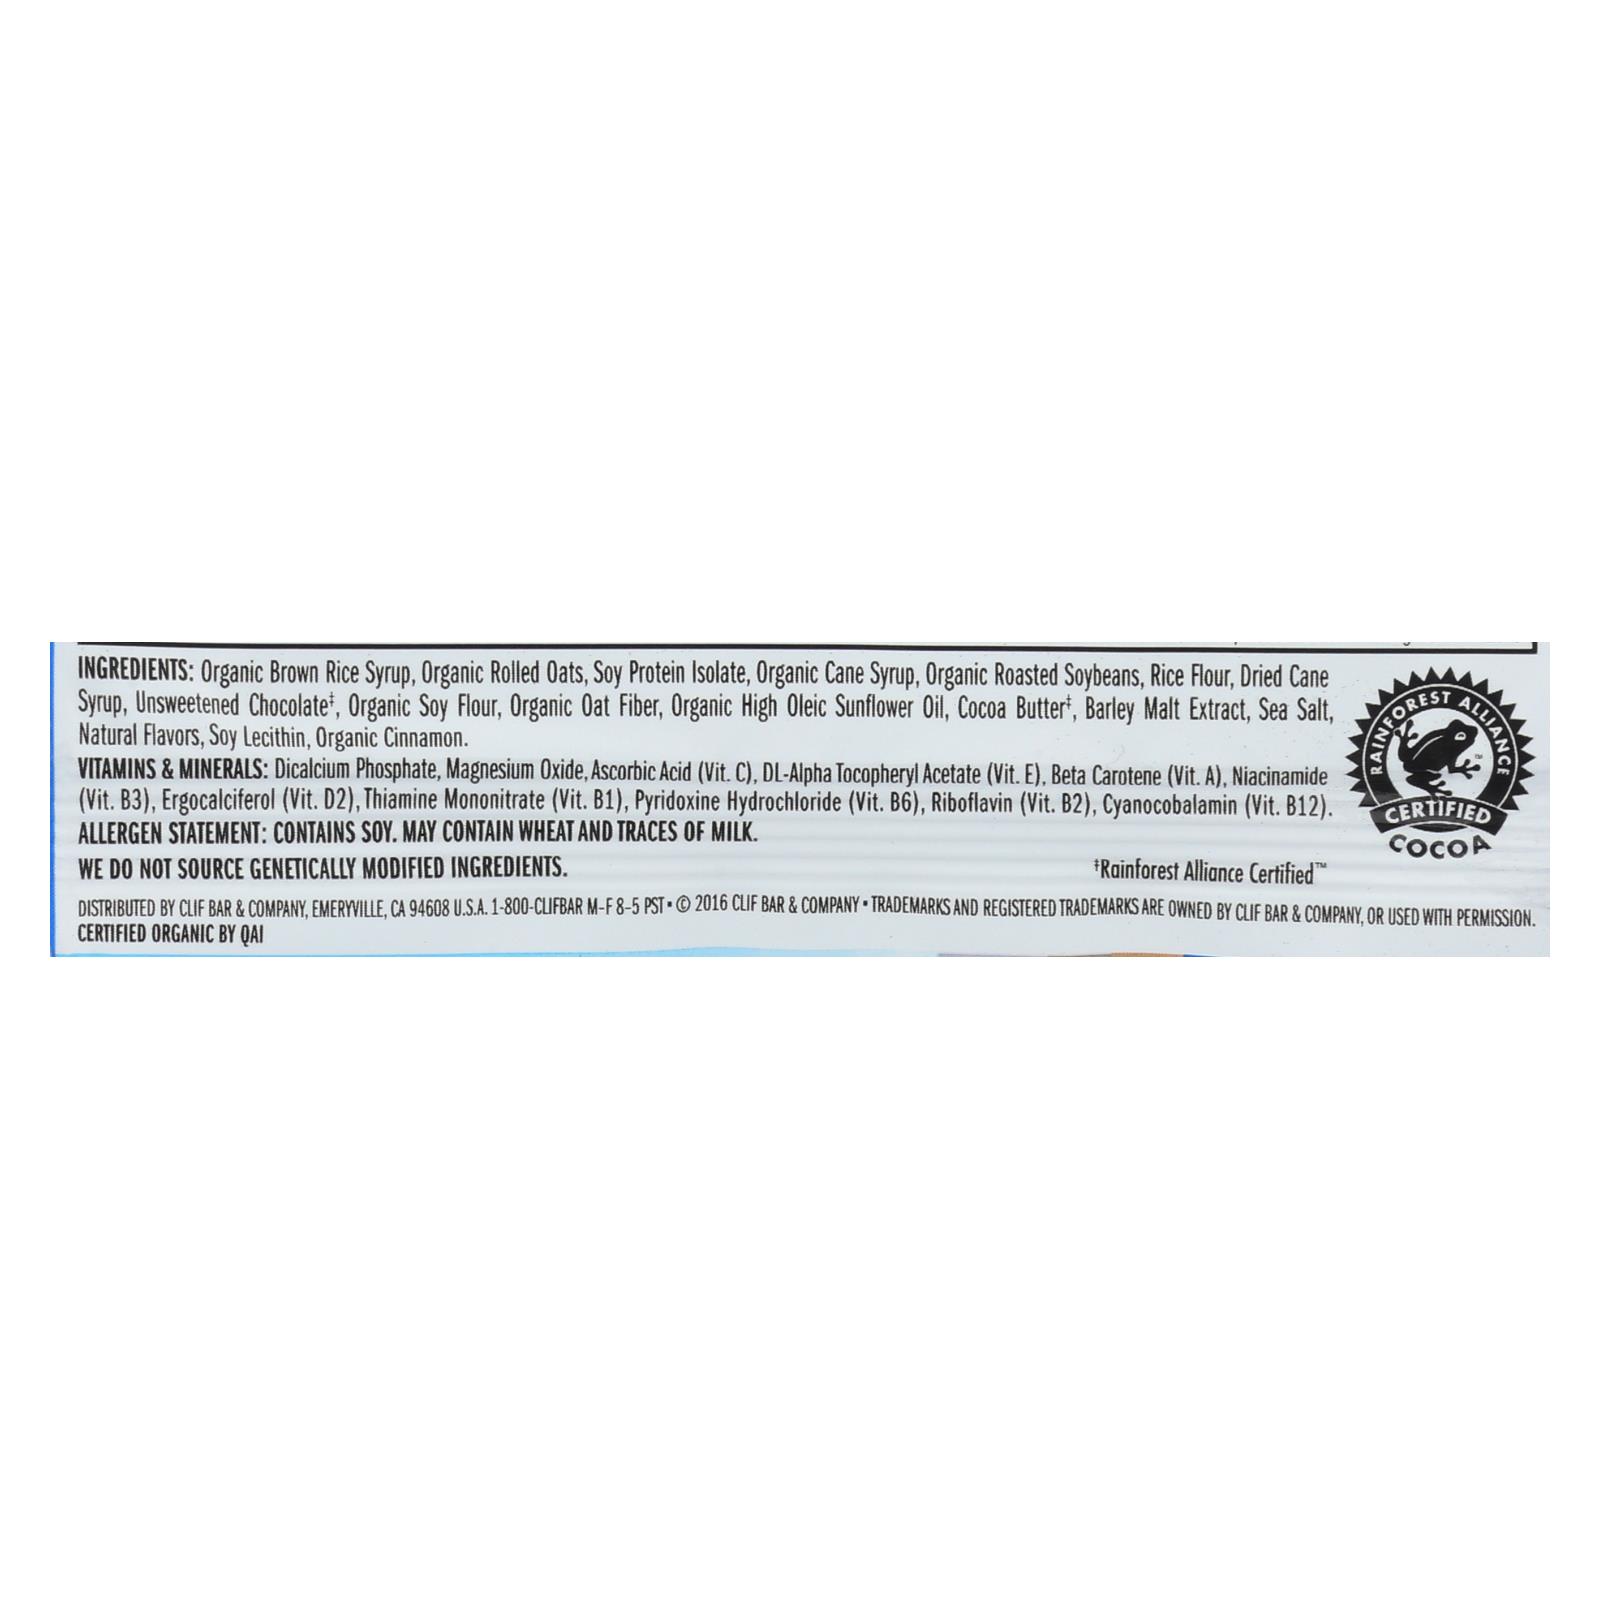 INGREDIENTS: Organic Brown Rice Syrup, Organic Rolled Oats, Soy Protein Isolate, Organic Cane Syrup, Organic Roasted Soybeans, Rice Flour, Dried Cane
Syrup, Unsweetened Chocolate‡, Organic Soy Flour, Organic Oat Fiber, Organic High Oleic Sunflower Oil, Cocoa Butter‡, Barley Malt Extract, Sea Salt,
Natural Flavors, Soy Lecithin, Organic Cinnamon.
VITAMINS & MINERALS: Dicalcium Phosphate, Magnesium Oxide, Ascorbic Acid (Vit. C), DL-Alpha Tocopheryl Acetate (Vit. E), Beta Carotene (Vit. A), Niacinamide
(Vit. B3), Ergocalciferol (Vit. D2), Thiamine Mononitrate (Vit. B1), Pyridoxine Hydrochloride (Vit. B6), Riboflavin (Vit. B2), Cyanocobalamin (Vit. B12).
ALLERGEN STATEMENT: CONTAINS SOY. MAY CONTAIN WHEAT AND TRACES OF MILK.
WE DO NOT SOURCE GENETICALLY MODIFIED INGREDIENTS.
‡Rainforest Alliance Certified™
RAINFOREST ALLIANCE
™
CERTIFIED
COCOA
DISTRIBUTED BY CLIF BAR & COMPANY, EMERYVILLE, CA 94608 U.S.A. 1-800-CLIFBAR M-F 8-5 PST • © 2016 CLIF BAR & COMPANY • TRADEMARKS AND REGISTERED TRADEMARKS ARE OWNED BY CLIF BAR & COMPANY, OR USED WITH PERMISSION.
CERTIFIED ORGANIC BY QAI